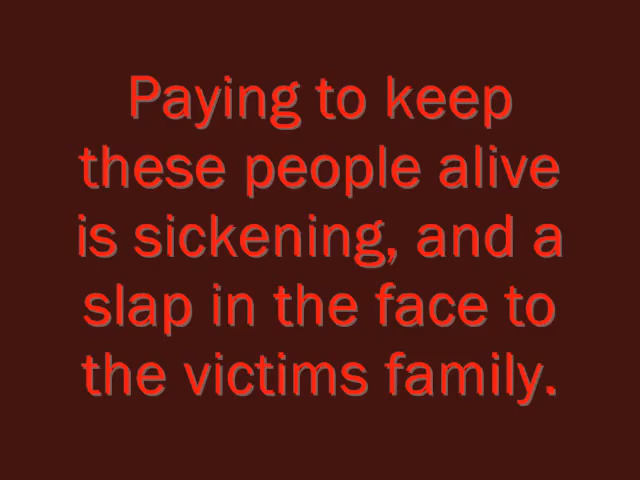 Paying to keep
these people alive
is sickening, and a
slap in the face to
the victims family.